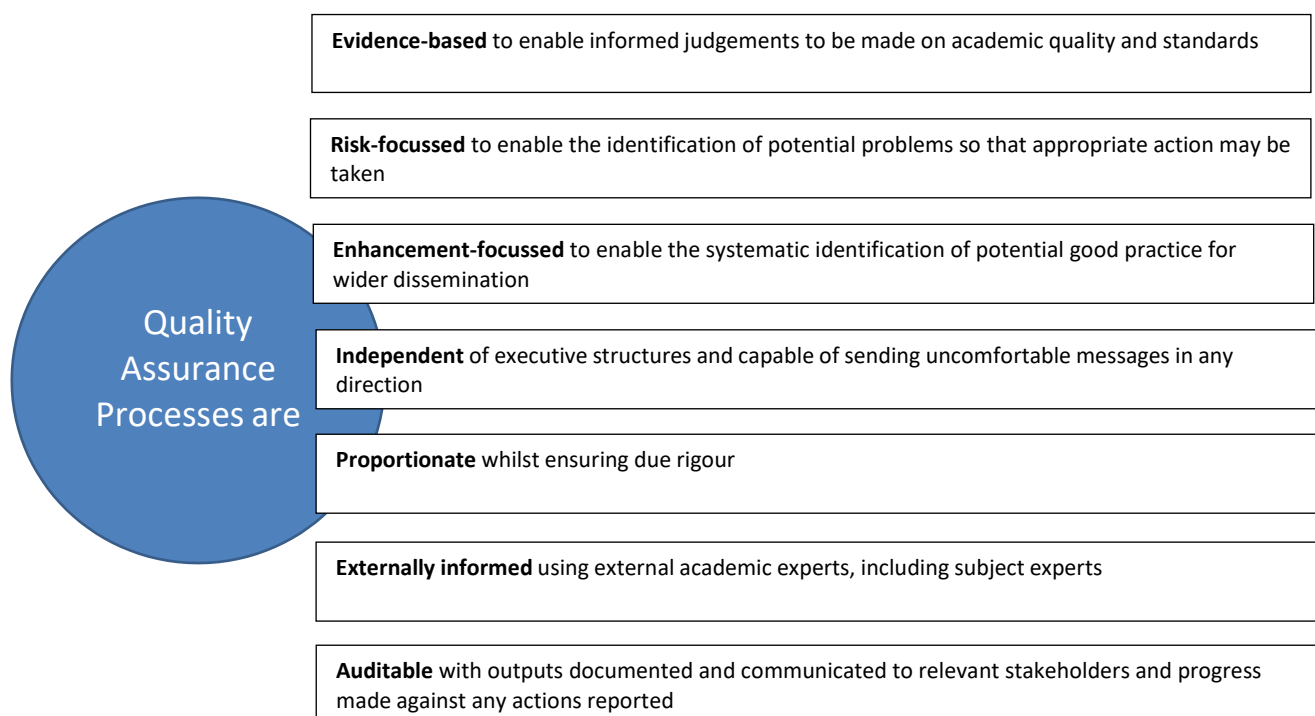 Evidence-based to enable informed judgements to be made on academic quality and standards
Risk-focussed to enable the identification of potential problems so that appropriate action may be
taken
Enhancement-focussed to enable the systematic identification of potential good practice for
wider dissemination
Quality
Assurance
Processes are
Independent of executive structures and capable of sending uncomfortable messages in any
direction
Proportionate whilst ensuring due rigour
Externally informed using external academic experts, including subject experts
Auditable with outputs documented and communicated to relevant stakeholders and progress
made against any actions reported